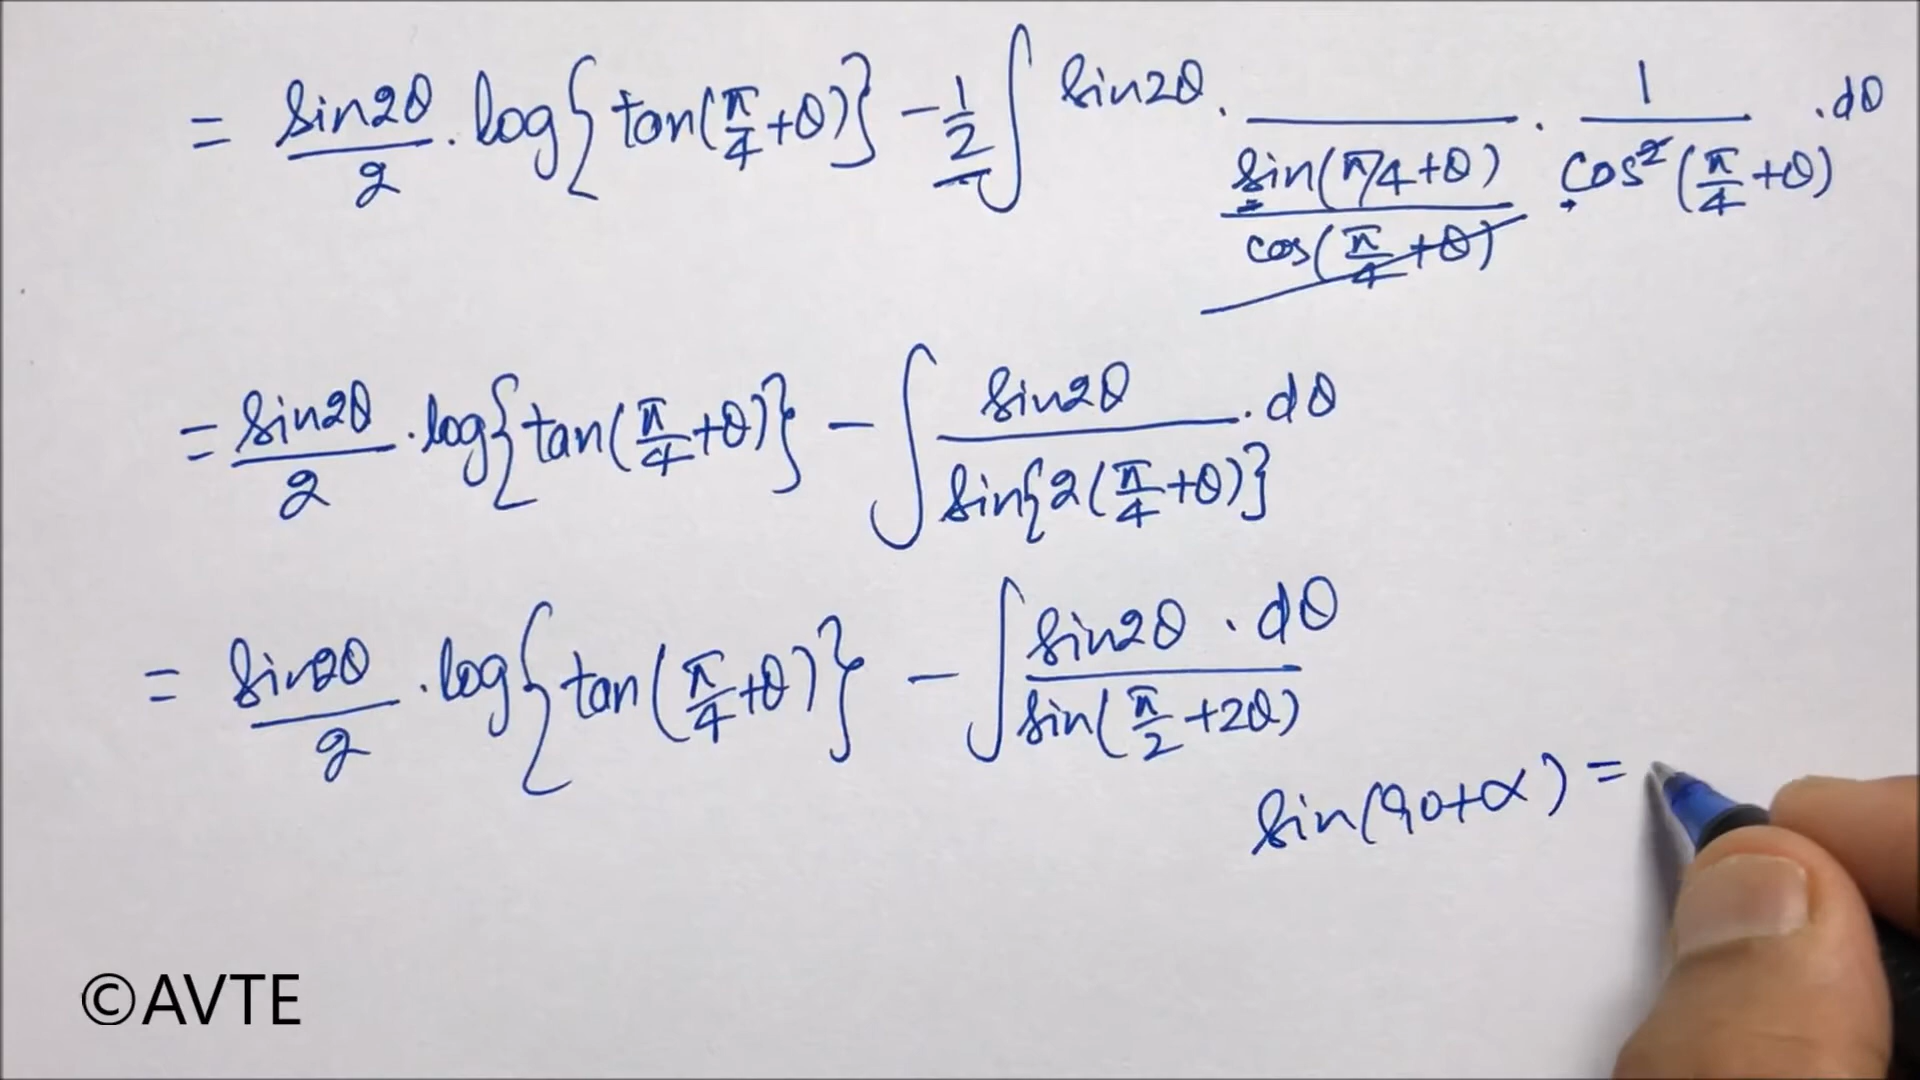 = sin2θ/2 . log{tan(π/4+θ)} - 1/2 ∫ sin2θ . ―/(sin(π/4+θ)/cos(π/4+θ)) . 1/cos²(π/4+θ) . dθ
= sin2θ/2 . log{tan(π/4+θ)} - ∫ sin2θ/sin{2(π/4+θ)} . dθ
= sin2θ/2 . log{tan(π/4+θ)} - ∫ sin2θ . dθ/sin(π/2+2θ)
sin(90+α) =
©AVTE